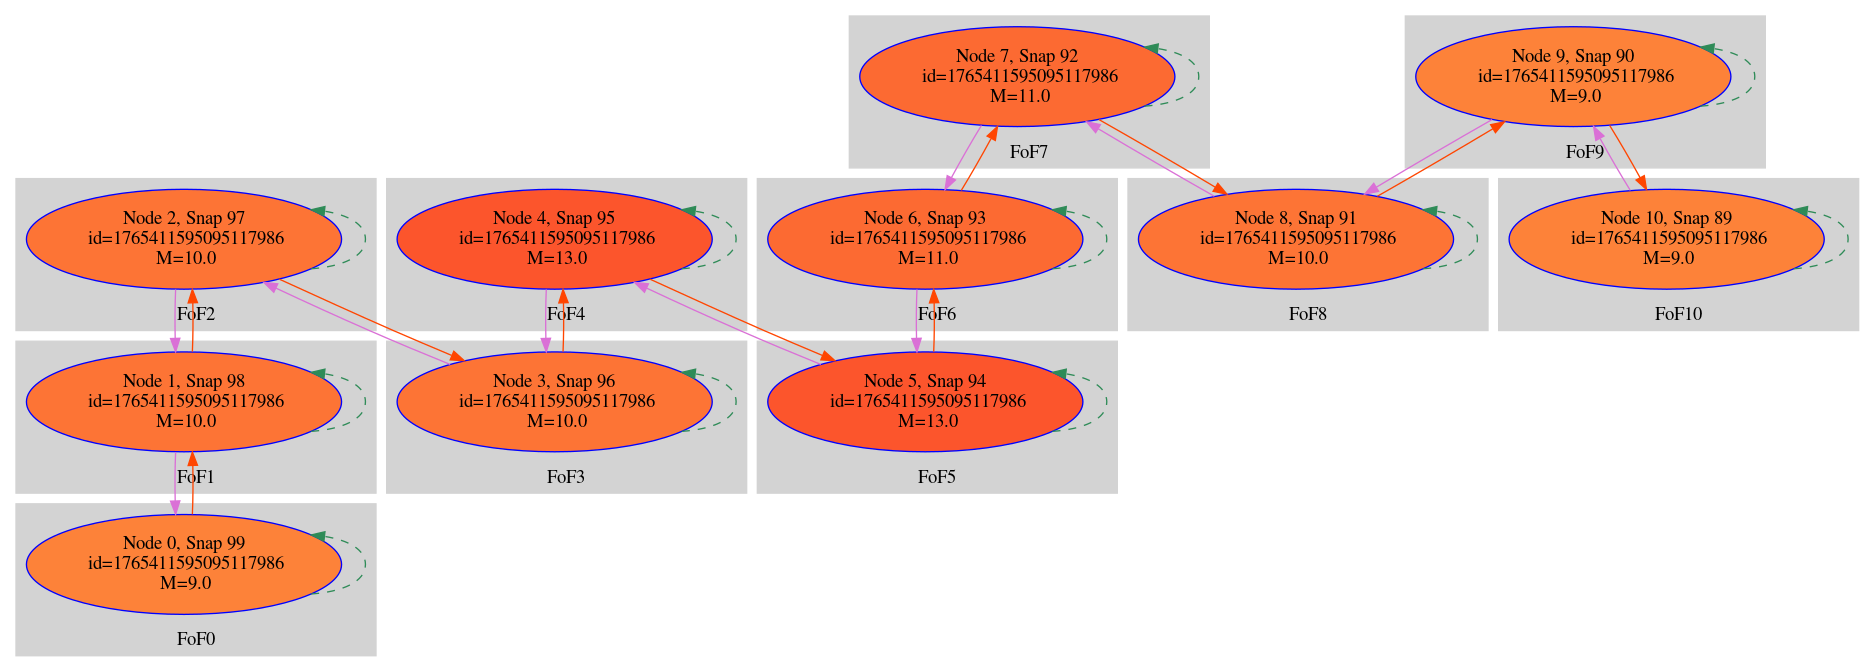 Node 7, Snap 92
id=1765411595095117986
M=11.0
FoF7
Node 9, Snap 90
id=1765411595095117986
M=9.0
FoF9
Node 2, Snap 97
id=1765411595095117986
M=10.0
FoF2
Node 4, Snap 95
id=1765411595095117986
M=13.0
FoF4
Node 6, Snap 93
id=1765411595095117986
M=11.0
FoF6
Node 8, Snap 91
id=1765411595095117986
M=10.0
FoF8
Node 10, Snap 89
id=1765411595095117986
M=9.0
FoF10
Node 1, Snap 98
id=1765411595095117986
M=10.0
FoF1
Node 3, Snap 96
id=1765411595095117986
M=10.0
FoF3
Node 5, Snap 94
id=1765411595095117986
M=13.0
FoF5
Node 0, Snap 99
id=1765411595095117986
M=9.0
FoF0